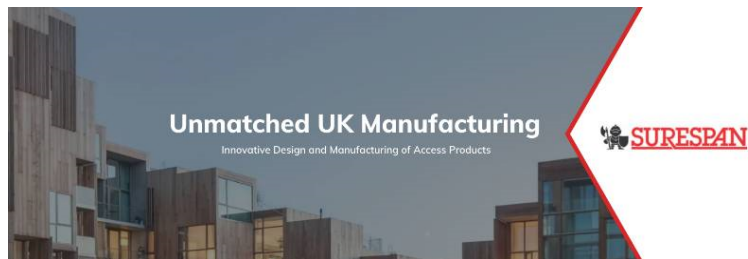 Unmatched UK Manufacturing
Innovative Design and Manufacturing of Access Products
SURESPAN